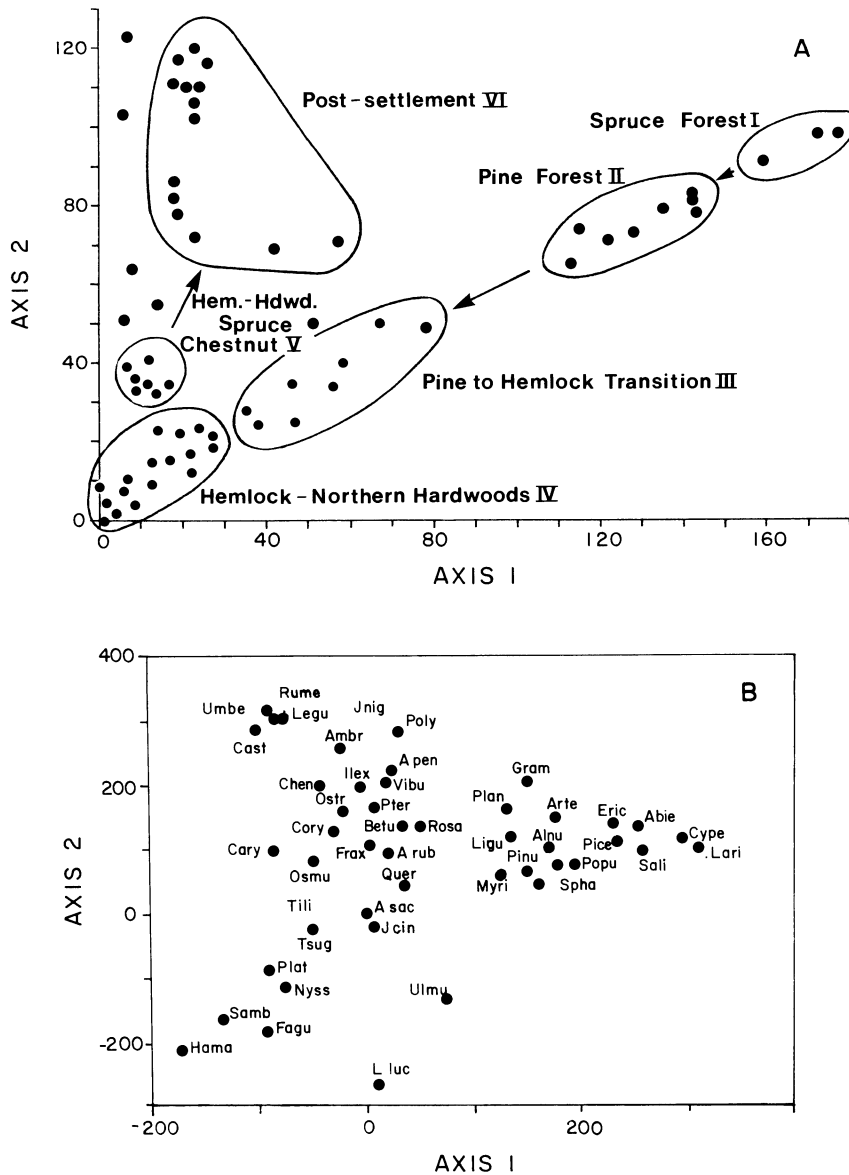 A
120
80
40
0
AXIS 2
Post-settlement VI
Spruce Forest I
Pine Forest II
Hem.-Hdwd.
Spruce
Chestnut V
Pine to Hemlock Transition III
Hemlock-Northern Hardwoods IV
0 40 80 120 160
AXIS 1
B
400
200
0
-200
AXIS 2
Umbe
Rume
Legu
Cast
Jnig
Poly
Ambr
A pen
Chen
Ilex
Vibu
Ostr
Pter
Cory
Betu
Rosa
Cary
Frax
A rub
Osmu
Quer
Gram
Plan
Arte
Eric
Abie
Ligu
Alnu
Pice
Cype
.Lari
Pinu
Popu
Sali
Myri
Spha
Tili
A sac
Jcin
Tsug
Plat
Nyss
Ulmu
Samb
Fagu
Hama
L luc
-200 0 200
AXIS 1